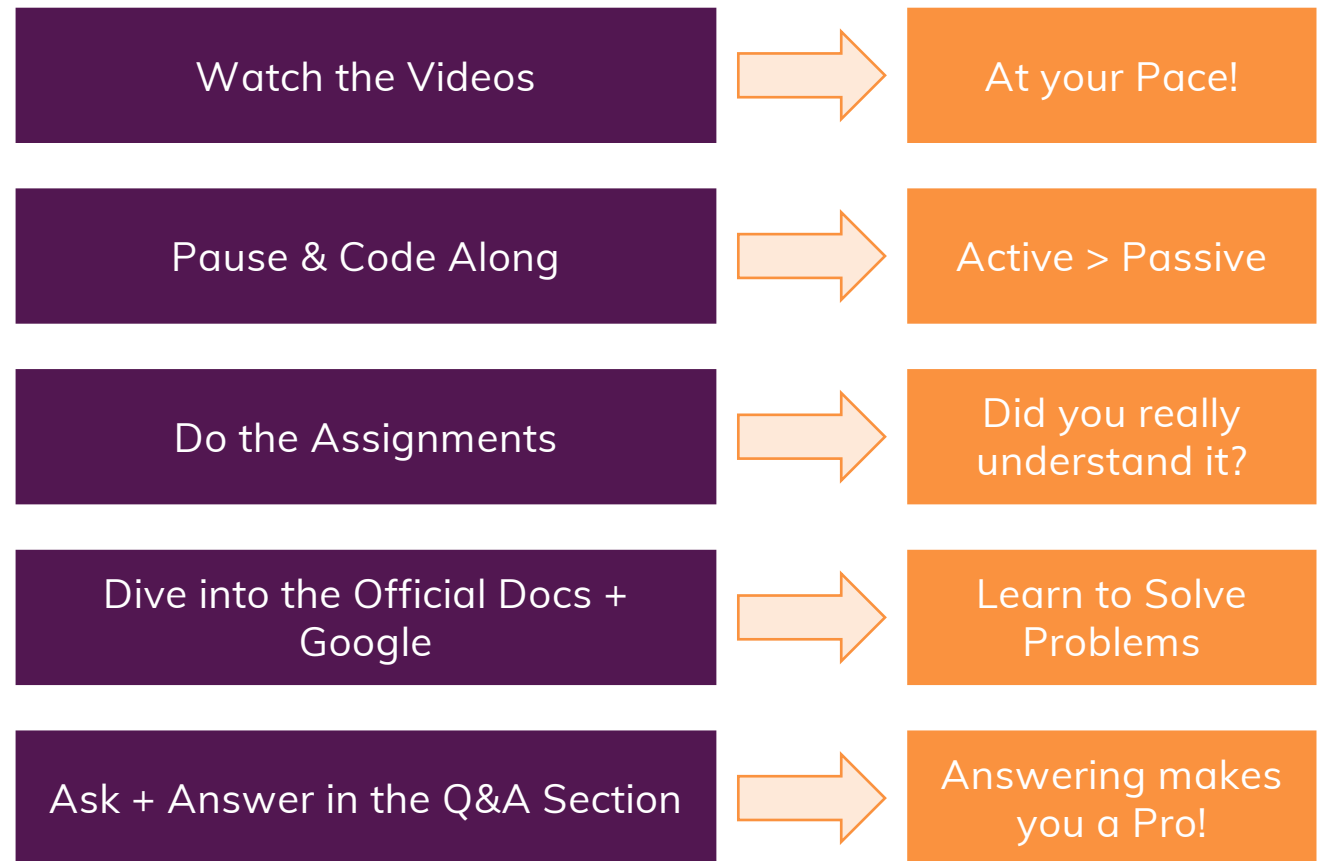 Watch the Videos
At your Pace!
Pause & Code Along
Active > Passive
Do the Assignments
Did you really
understand it?
Dive into the Official Docs +
Google
Learn to Solve
Problems
Ask + Answer in the Q&A Section
Answering makes
you a Pro!